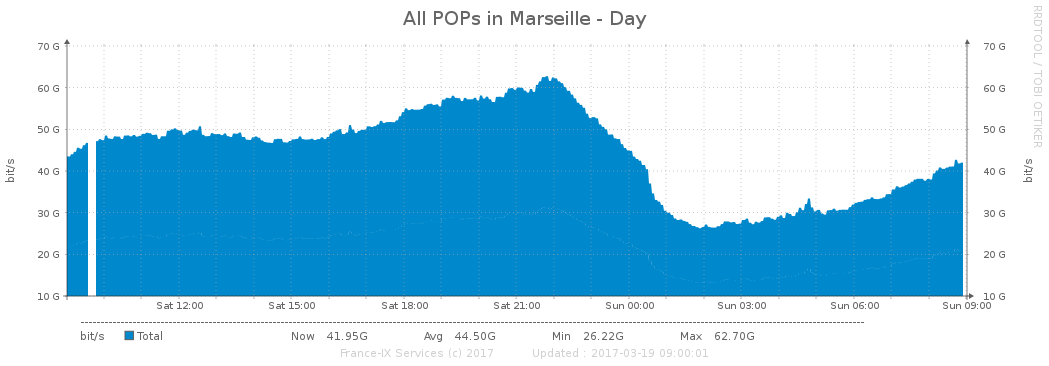 All POPs in Marseille - Day
RRDTOOL / TOBI OETIKER
70 G 70 G
60 G 60 G
50 G 50 G
40 G 40 G
30 G 30 G
20 G 20 G
10 G 10 G
bit/s
bit/s
Sat 12:00 Sat 15:00 Sat 18:00 Sat 21:00 Sun 00:00 Sun 03:00 Sun 06:00 Sun 09:00
bit/s Total Now 41.95G Avg 44.50G Min 26.22G Max 62.70G
France-IX Services (c) 2017 Updated : 2017-03-19 09:00:01